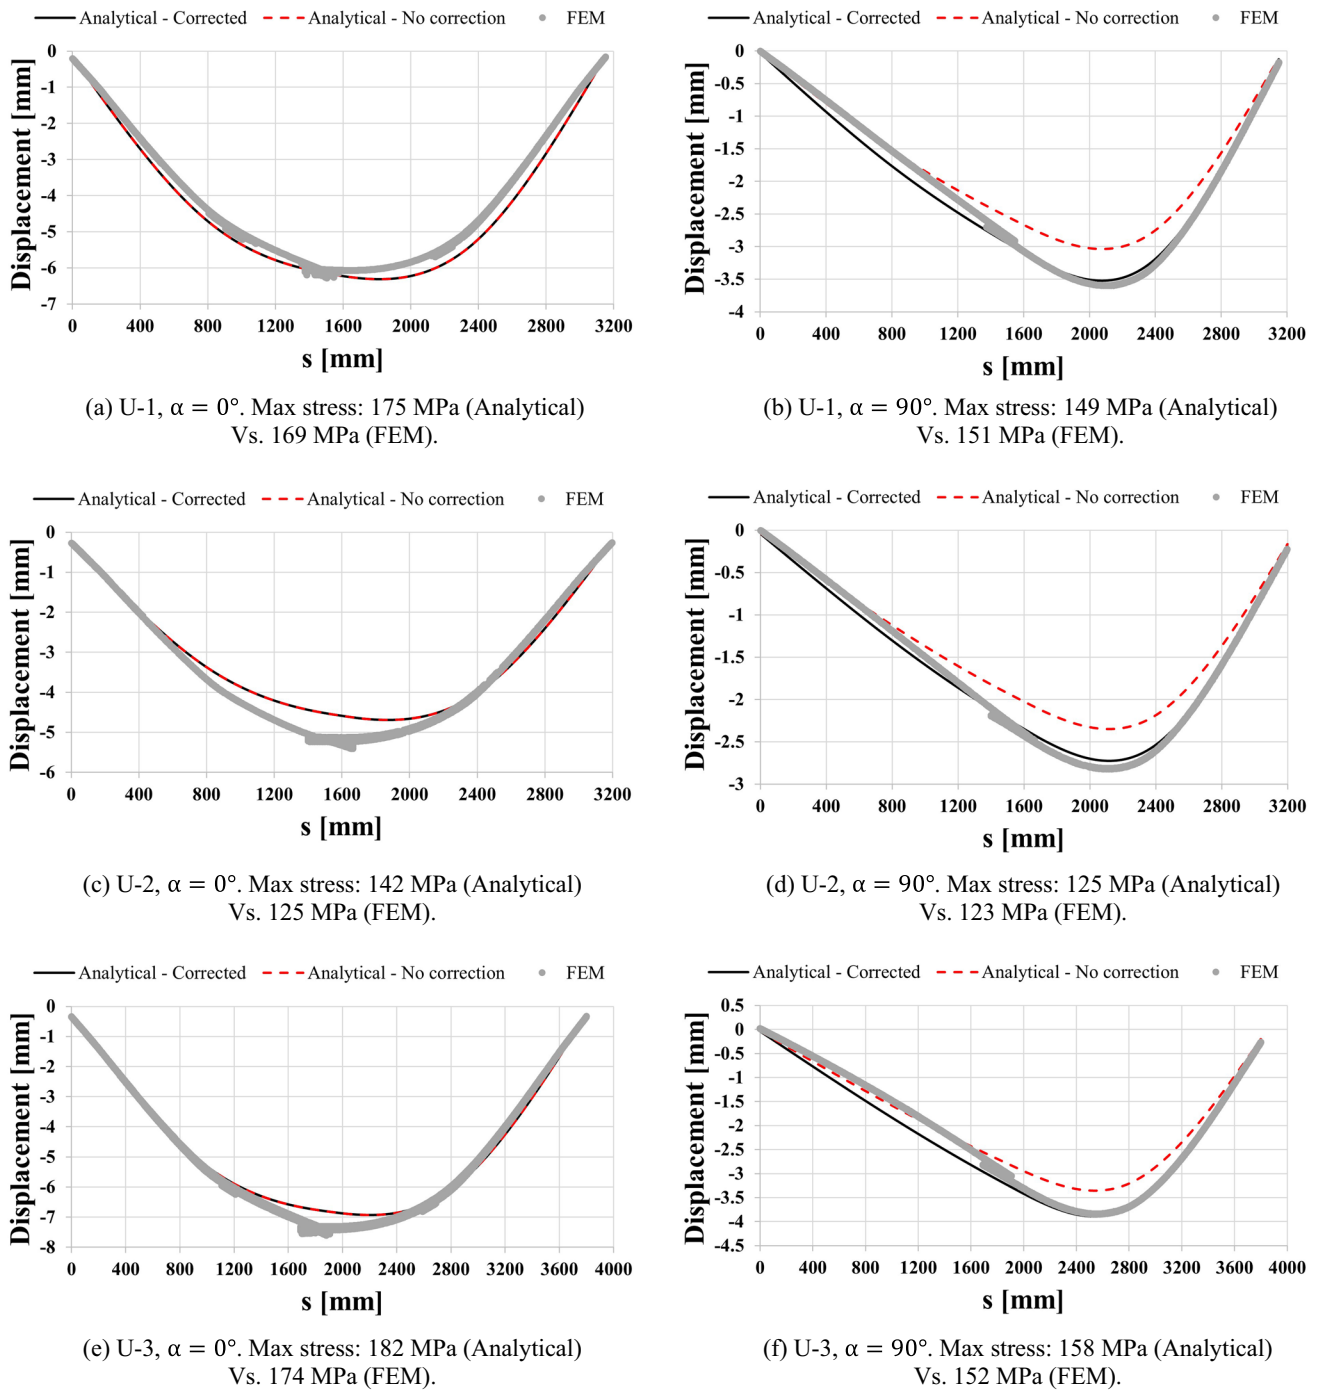 Analytical - Corrected Analytical - No correction FEM
0
-1
-2
-3
-4
-5
-6
-7
Displacement [mm]
0 400 800 1200 1600 2000 2400 2800 3200
s [mm]
(a) U-1, α = 0°. Max stress: 175 MPa (Analytical)
Vs. 169 MPa (FEM).
Analytical - Corrected Analytical - No correction FEM
0
-0.5
-1
-1.5
-2
-2.5
-3
-3.5
-4
Displacement [mm]
0 400 800 1200 1600 2000 2400 2800 3200
s [mm]
(b) U-1, α = 90°. Max stress: 149 MPa (Analytical)
Vs. 151 MPa (FEM).
Analytical - Corrected Analytical - No correction FEM
0
-1
-2
-3
-4
-5
-6
Displacement [mm]
0 400 800 1200 1600 2000 2400 2800 3200
s [mm]
(c) U-2, α = 0°. Max stress: 142 MPa (Analytical)
Vs. 125 MPa (FEM).
Analytical - Corrected Analytical - No correction FEM
0
-0.5
-1
-1.5
-2
-2.5
-3
Displacement [mm]
0 400 800 1200 1600 2000 2400 2800 3200
s [mm]
(d) U-2, α = 90°. Max stress: 125 MPa (Analytical)
Vs. 123 MPa (FEM).
Analytical - Corrected Analytical - No correction FEM
0
-1
-2
-3
-4
-5
-6
-7
-8
Displacement [mm]
0 400 800 1200 1600 2000 2400 2800 3200 3600 4000
s [mm]
(e) U-3, α = 0°. Max stress: 182 MPa (Analytical)
Vs. 174 MPa (FEM).
Analytical - Corrected Analytical - No correction FEM
0.5
0
-0.5
-1
-1.5
-2
-2.5
-3
-3.5
-4
-4.5
Displacement [mm]
0 400 800 1200 1600 2000 2400 2800 3200 3600 4000
s [mm]
(f) U-3, α = 90°. Max stress: 158 MPa (Analytical)
Vs. 152 MPa (FEM).